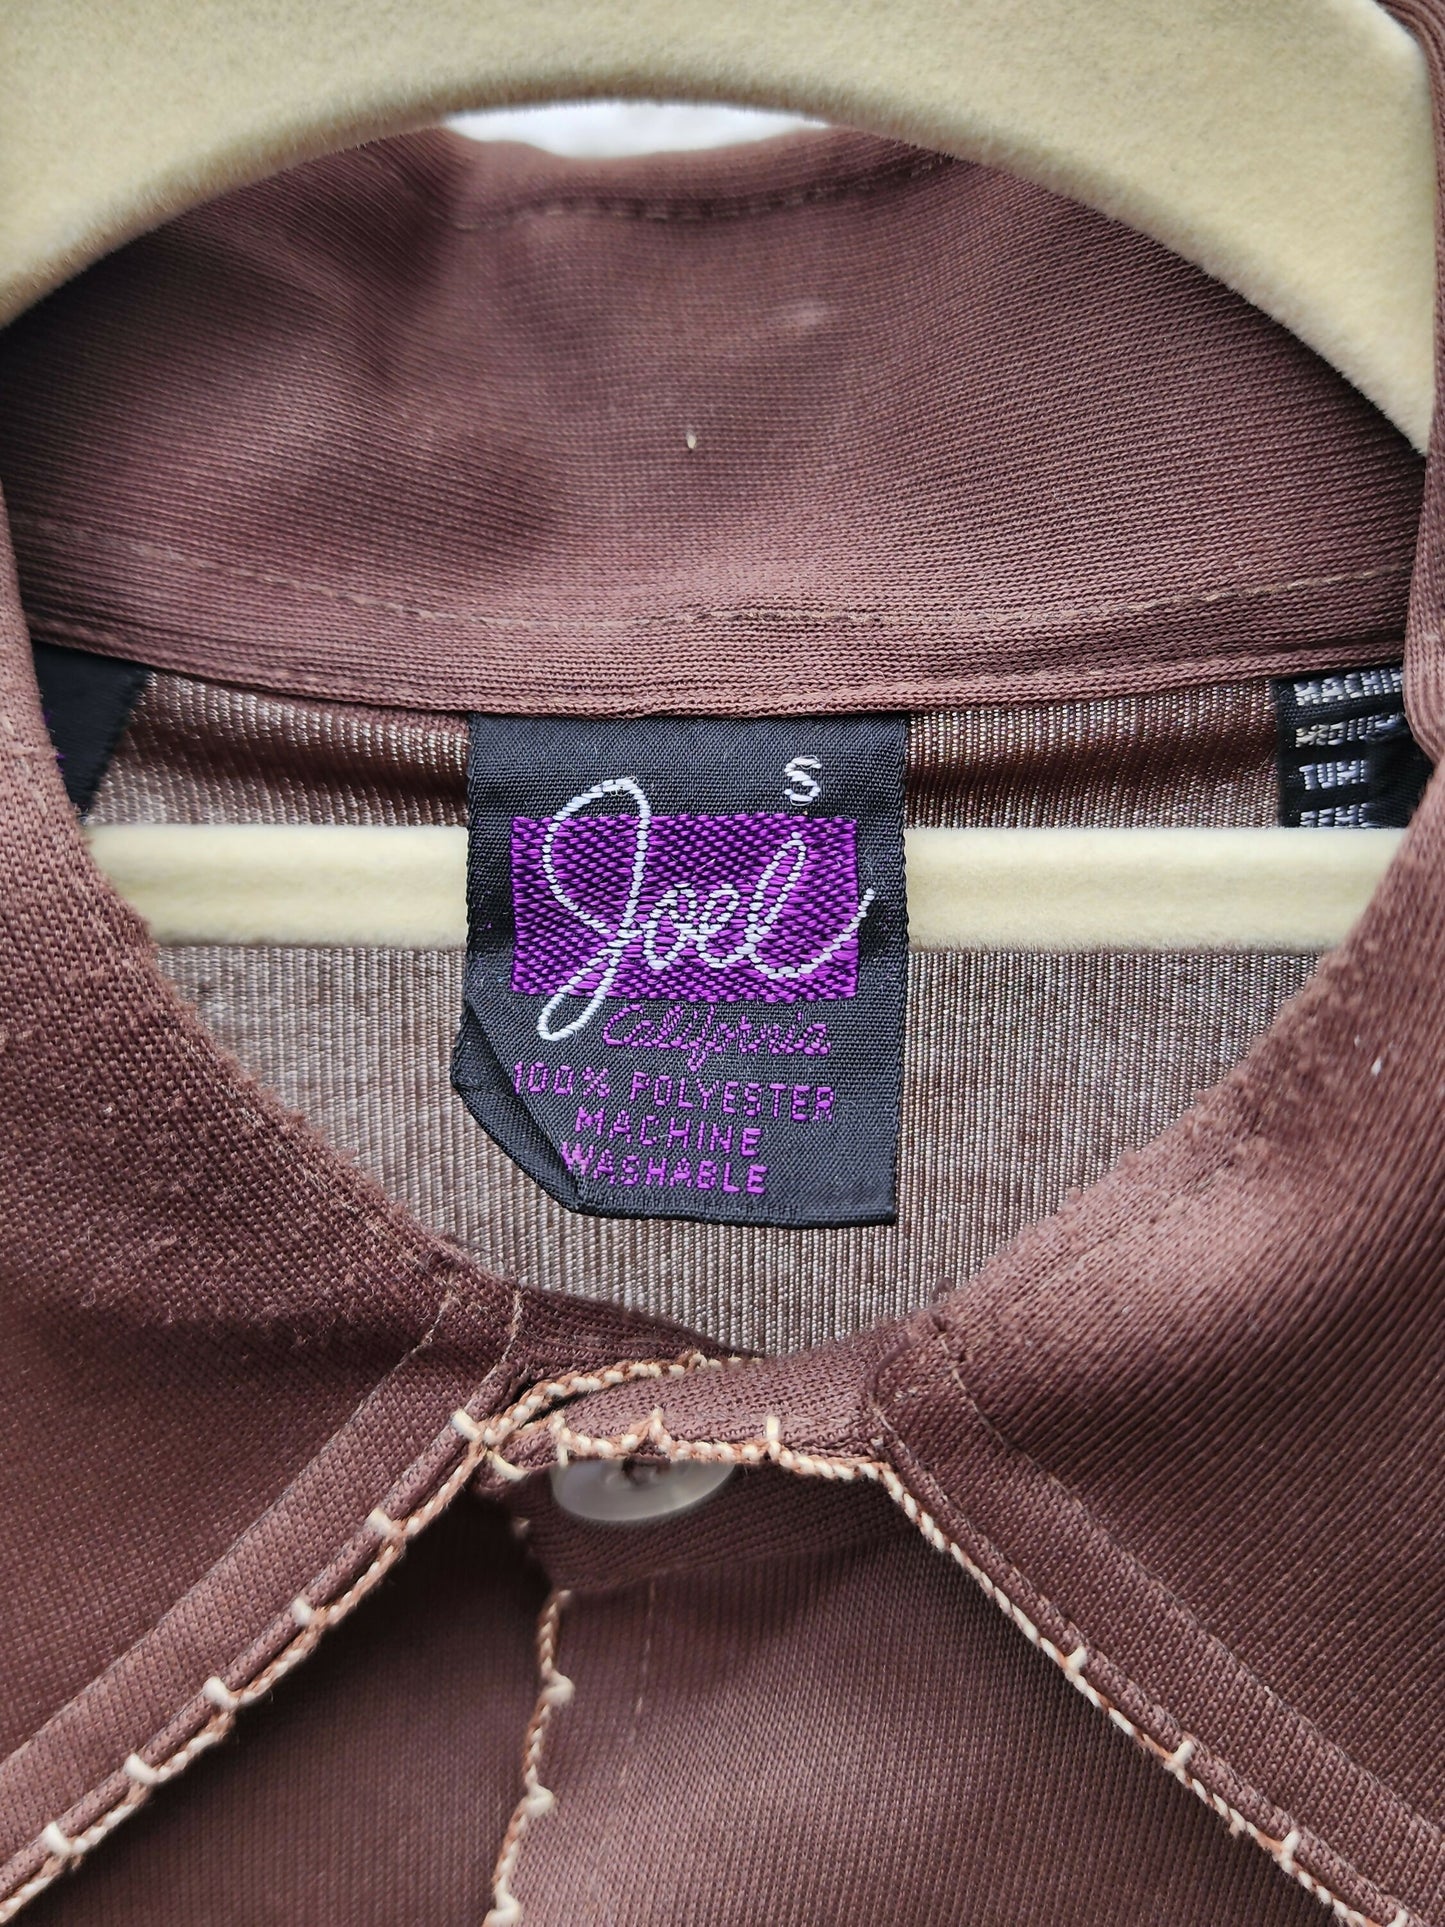 S
Joel
California
100% POLYESTER
MACHINE
WASHABLE